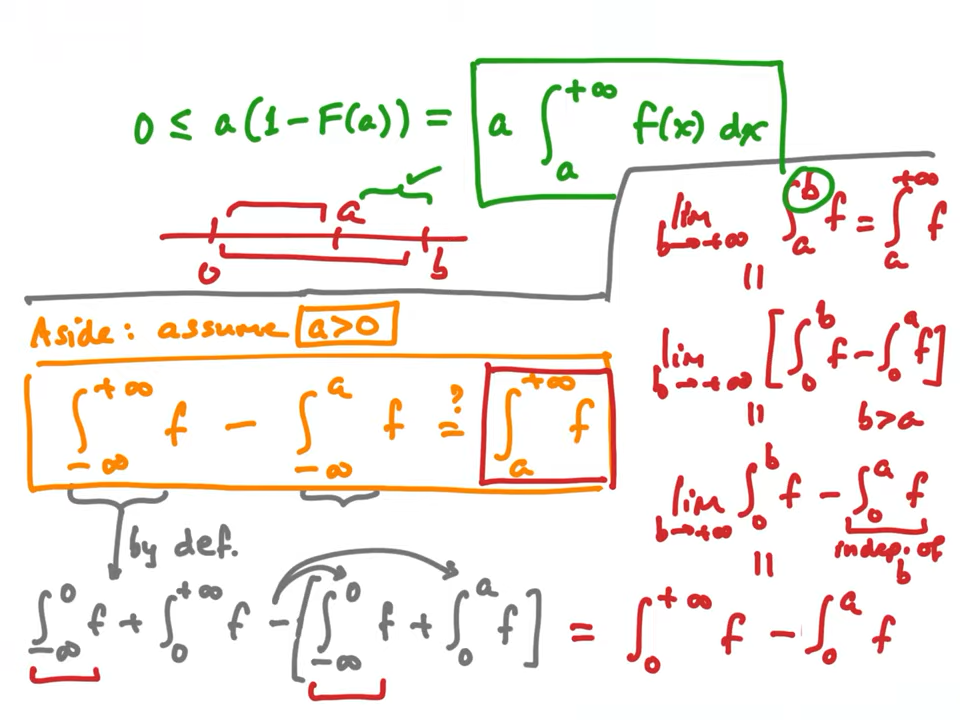 0 ≤ a(1-F(a)) = a ∫_a^{+∞} f(x) dx
0 a b
lim_{b→+∞} ∫_a^b f = ∫_a^{+∞} f
||
lim_{b→+∞} [∫_0^b f - ∫_0^a f]
|| b>a
lim_{b→+∞} ∫_0^b f - ∫_0^a f
indep. of b
||
Aside: assume a>0
∫_{-∞}^{+∞} f - ∫_{-∞}^a f =? ∫_a^{+∞} f
by def.
∫_{-∞}^0 f + ∫_0^{+∞} f - [∫_{-∞}^0 f + ∫_0^a f] = ∫_0^{+∞} f - ∫_0^a f